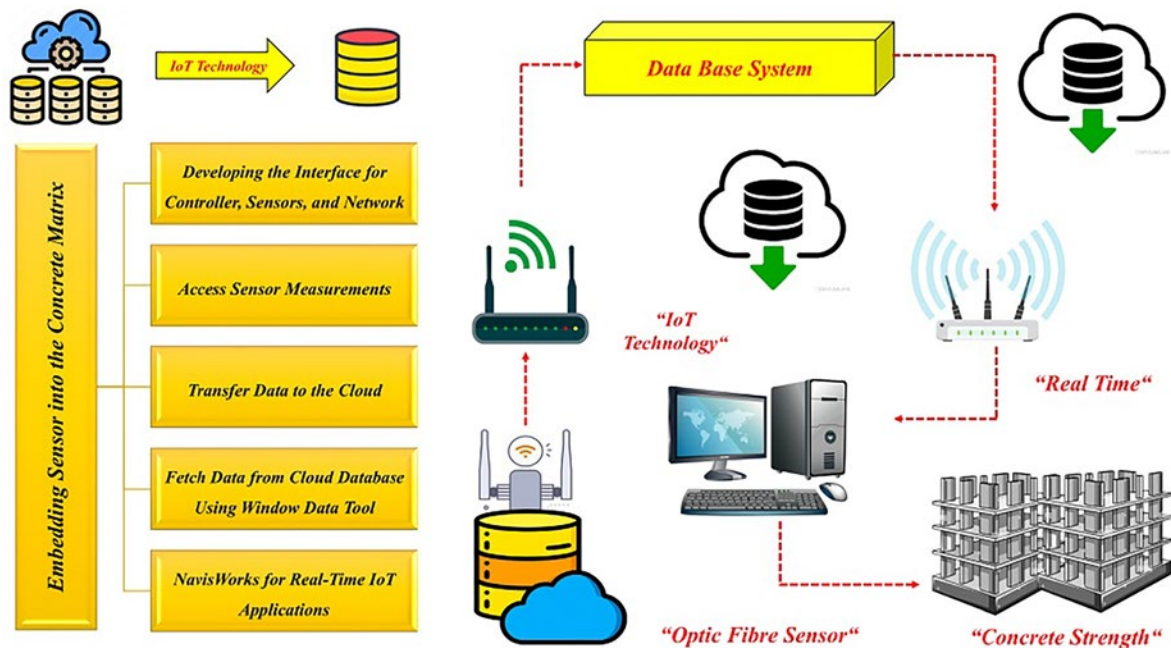 IoT Technology
Embedding Sensor into the Concrete Matrix
Developing the Interface for
Controller, Sensors, and Network
Access Sensor Measurements
Transfer Data to the Cloud
Fetch Data from Cloud Database
Using Window Data Tool
NavisWorks for Real-Time IoT
Applications
Data Base System
“IoT
Technology“
“Real Time“
“Optic Fibre Sensor“
“Concrete Strength“